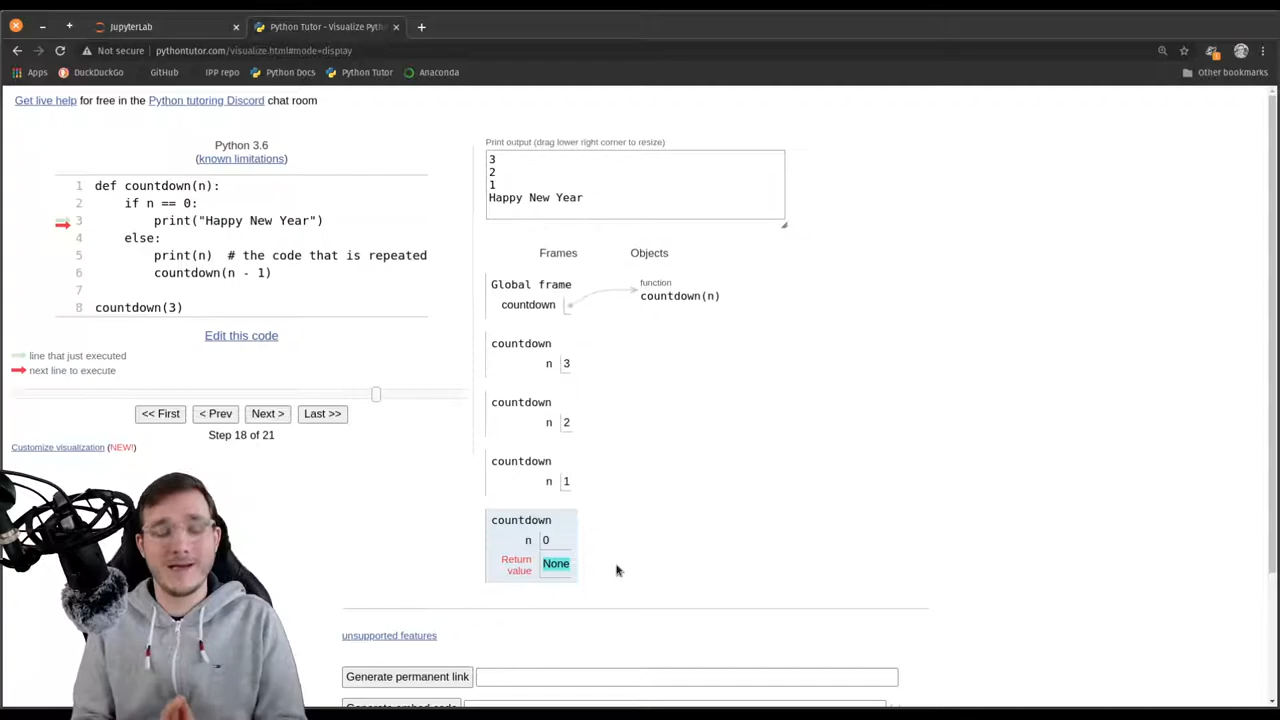 JupyterLab
Python Tutor - Visualize Pyth
Not secure | pythontutor.com/visualize.html#mode=display
Apps DuckDuckGo GitHub IPP repo Python Docs Python Tutor Anaconda Other bookmarks
Get live help for free in the Python tutoring Discord chat room
Python 3.6
(known limitations)
1 def countdown(n):
2 if n == 0:
3 print("Happy New Year")
4 else:
5 print(n) # the code that is repeated
6 countdown(n - 1)
7
8 countdown(3)
Edit this code
line that just executed
next line to execute
<< First < Prev Next > Last >>
Step 18 of 21
Customize visualization (NEW!)
Print output (drag lower right corner to resize)
3
2
1
Happy New Year
Frames Objects
Global frame
countdown
function
countdown(n)
countdown
n 3
countdown
n 2
countdown
n 1
countdown
n 0
Return
value None
unsupported features
Generate permanent link